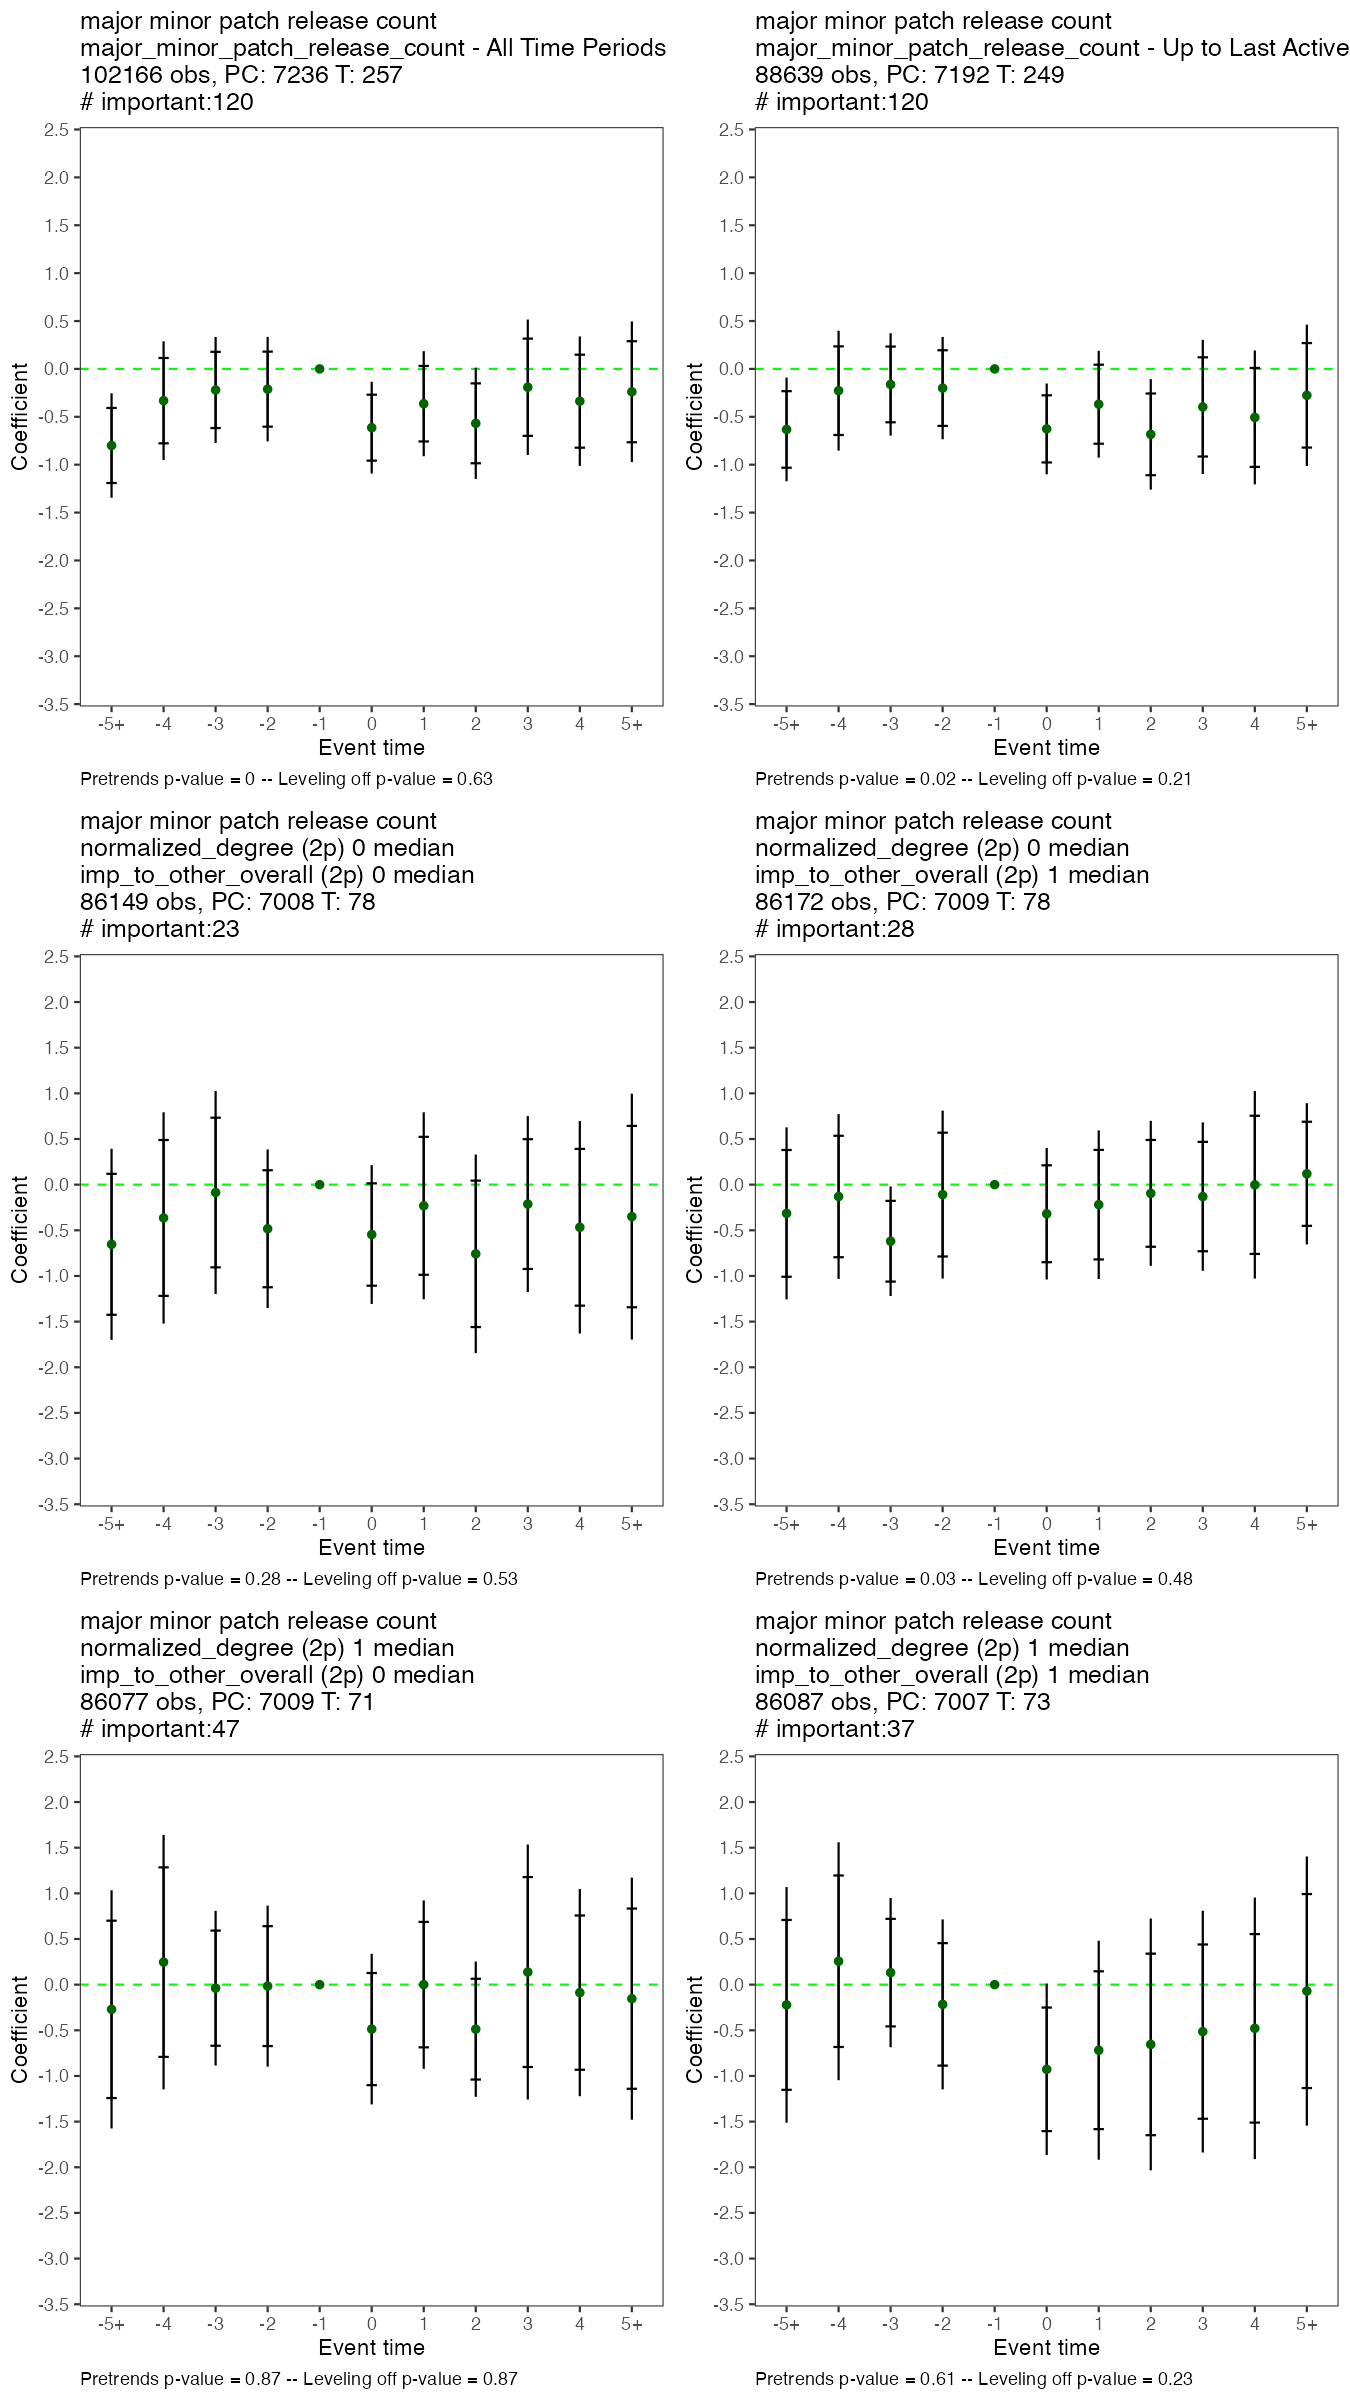 major minor patch release count
major_minor_patch_release_count - All Time Periods
102166 obs, PC: 7236 T: 257
# important:120
2.5
2.0
1.5
1.0
0.5
0.0
-0.5
-1.0
-1.5
-2.0
-2.5
-3.0
-3.5
Coefficient
-5+ -4 -3 -2 -1 0 1 2 3 4 5+
Event time
Pretrends p-value = 0 -- Leveling off p-value = 0.63
major minor patch release count
major_minor_patch_release_count - Up to Last Active
88639 obs, PC: 7192 T: 249
# important:120
2.5
2.0
1.5
1.0
0.5
0.0
-0.5
-1.0
-1.5
-2.0
-2.5
-3.0
-3.5
Coefficient
-5+ -4 -3 -2 -1 0 1 2 3 4 5+
Event time
Pretrends p-value = 0.02 -- Leveling off p-value = 0.21
major minor patch release count
normalized_degree (2p) 0 median
imp_to_other_overall (2p) 0 median
86149 obs, PC: 7008 T: 78
# important:23
2.5
2.0
1.5
1.0
0.5
0.0
-0.5
-1.0
-1.5
-2.0
-2.5
-3.0
-3.5
Coefficient
-5+ -4 -3 -2 -1 0 1 2 3 4 5+
Event time
Pretrends p-value = 0.28 -- Leveling off p-value = 0.53
major minor patch release count
normalized_degree (2p) 0 median
imp_to_other_overall (2p) 1 median
86172 obs, PC: 7009 T: 78
# important:28
2.5
2.0
1.5
1.0
0.5
0.0
-0.5
-1.0
-1.5
-2.0
-2.5
-3.0
-3.5
Coefficient
-5+ -4 -3 -2 -1 0 1 2 3 4 5+
Event time
Pretrends p-value = 0.03 -- Leveling off p-value = 0.48
major minor patch release count
normalized_degree (2p) 1 median
imp_to_other_overall (2p) 0 median
86077 obs, PC: 7009 T: 71
# important:47
2.5
2.0
1.5
1.0
0.5
0.0
-0.5
-1.0
-1.5
-2.0
-2.5
-3.0
-3.5
Coefficient
-5+ -4 -3 -2 -1 0 1 2 3 4 5+
Event time
Pretrends p-value = 0.87 -- Leveling off p-value = 0.87
major minor patch release count
normalized_degree (2p) 1 median
imp_to_other_overall (2p) 1 median
86087 obs, PC: 7007 T: 73
# important:37
2.5
2.0
1.5
1.0
0.5
0.0
-0.5
-1.0
-1.5
-2.0
-2.5
-3.0
-3.5
Coefficient
-5+ -4 -3 -2 -1 0 1 2 3 4 5+
Event time
Pretrends p-value = 0.61 -- Leveling off p-value = 0.23